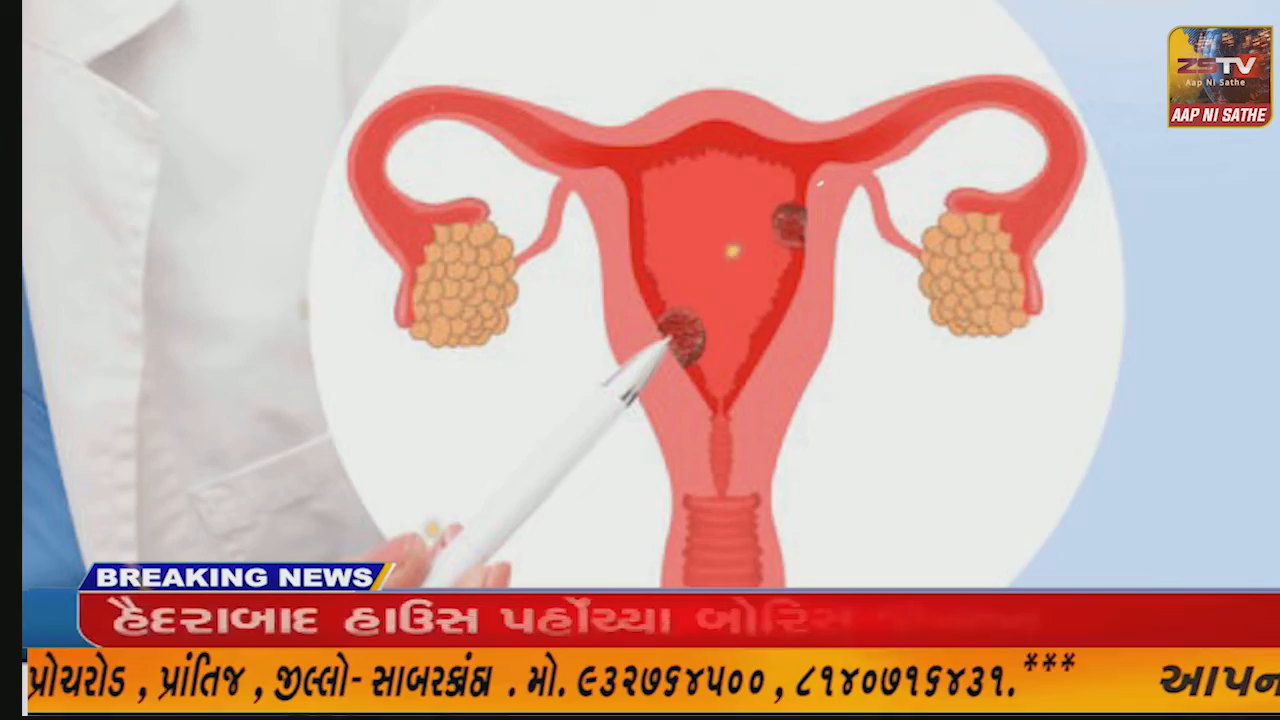 ZSTV
Aap Ni Sathe
AAP NI SATHE
BREAKING NEWS
હૈદરાબાદ હાઉસ પહોંચ્યા બોરિસ
પ્રોચરોડ , પ્રાંતિજ , જીલ્લો- સાબરકાંઠા . મો. ૯૩૨૭૬૪૫૦૦ , ૮૧૪૦૭૧૬૪૩૧. *** આપન